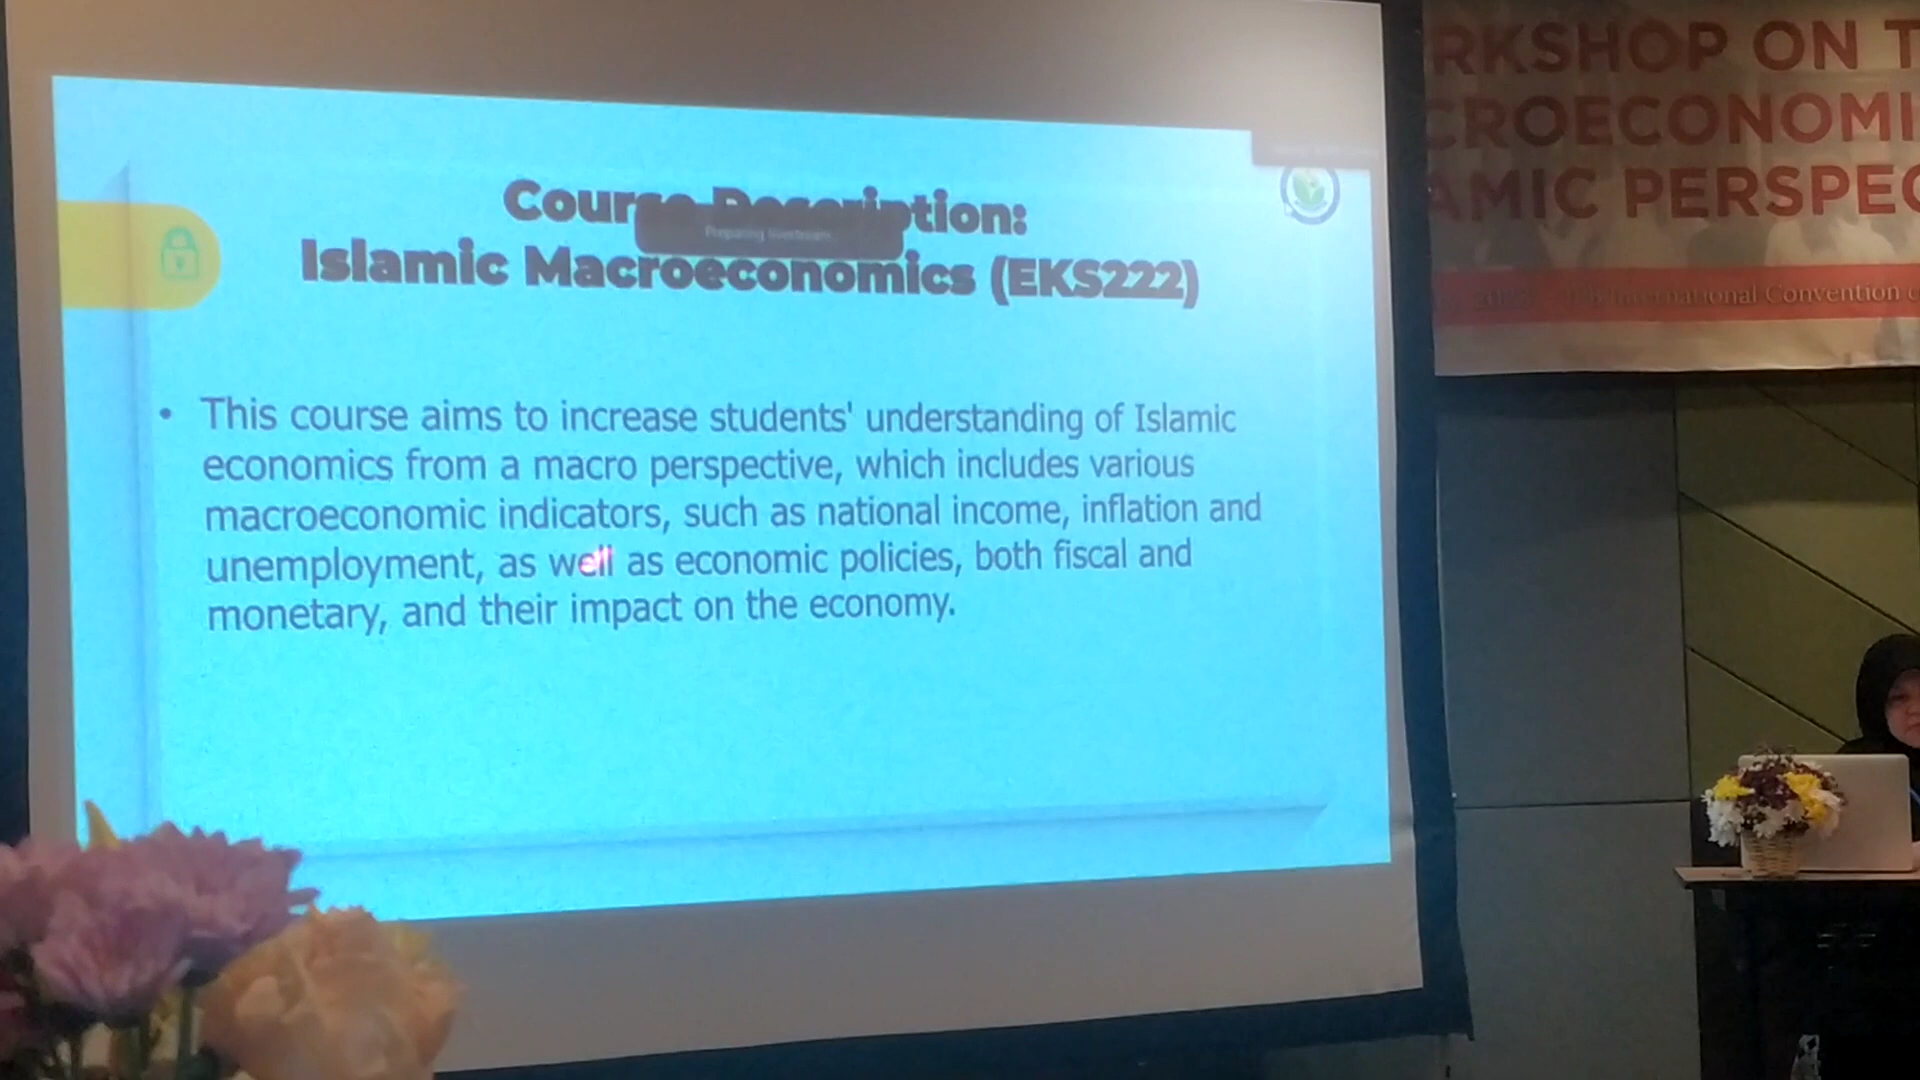 Course Description:
Islamic Macroeconomics (EKS222)
Preparing livestream
• This course aims to increase students' understanding of Islamic
economics from a macro perspective, which includes various
macroeconomic indicators, such as national income, inflation and
unemployment, as well as economic policies, both fiscal and
monetary, and their impact on the economy.
RKSHOP ON T
CROECONOMI
AMIC PERSPEC
International Convention